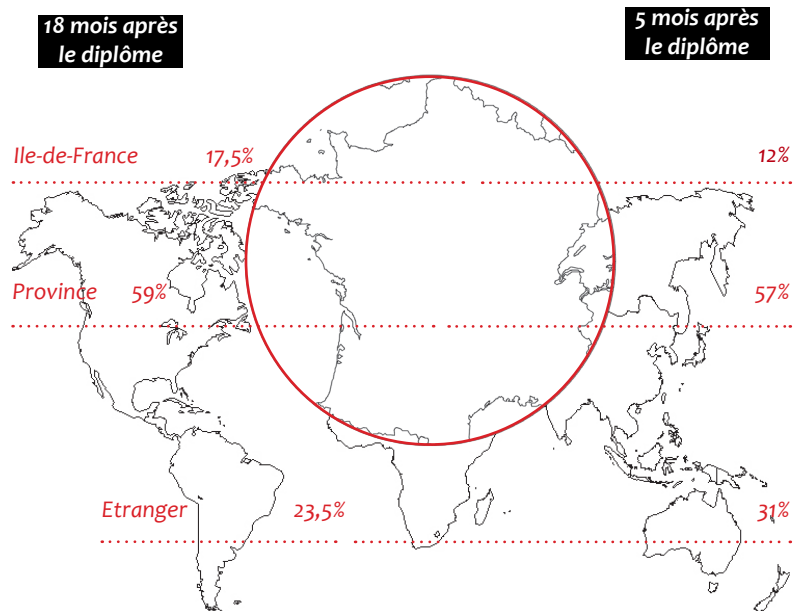 18 mois après
le diplôme
5 mois après
le diplôme
Ile-de-France 17,5% 12%
Province 59% 57%
Etranger 23,5% 31%